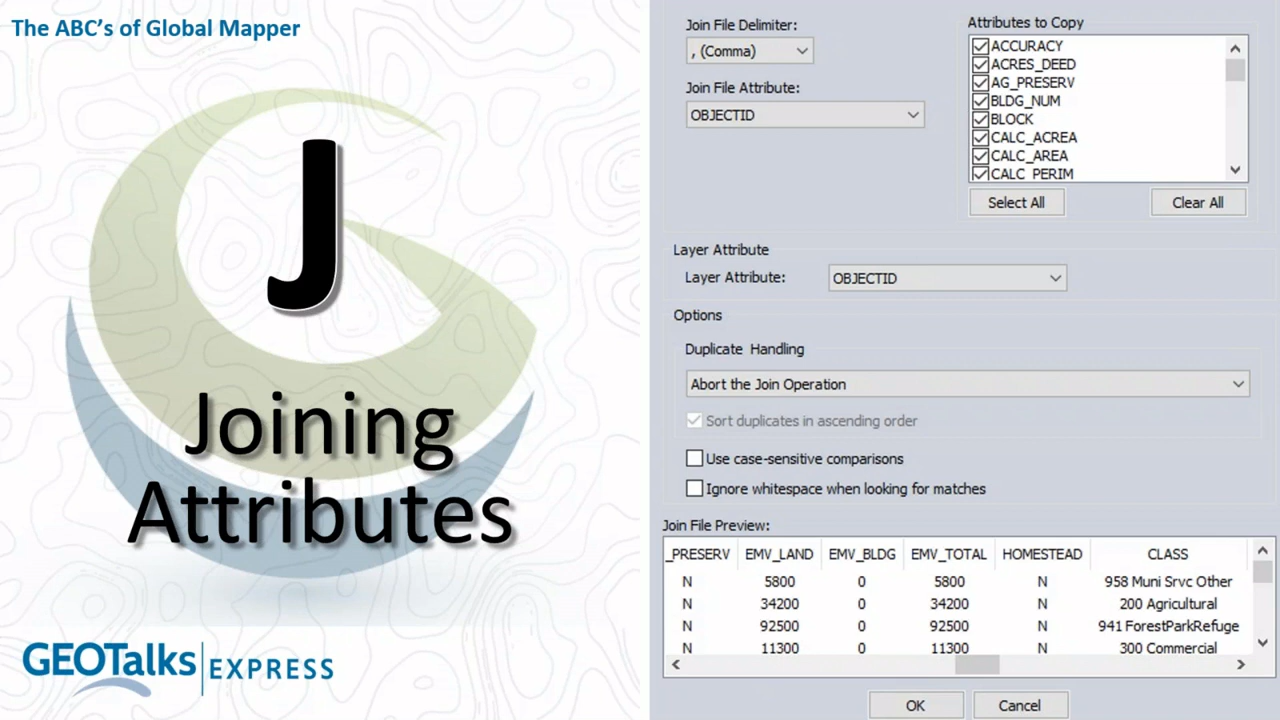 The ABC's of Global Mapper
J
Joining
Attributes
GEOTalks EXPRESS
Join File Delimiter:
, (Comma)
Join File Attribute:
OBJECTID
Attributes to Copy
ACCURACY
ACRES_DEED
AG_PRESERV
BLDG_NUM
BLOCK
CALC_ACREA
CALC_AREA
CALC_PERIM
Select All Clear All
Layer Attribute
Layer Attribute: OBJECTID
Options
Duplicate Handling
Abort the Join Operation
Sort duplicates in ascending order
Use case-sensitive comparisons
Ignore whitespace when looking for matches
Join File Preview:
_PRESERV EMV_LAND EMV_BLDG EMV_TOTAL HOMESTEAD CLASS
N 5800 0 5800 N 958 Muni Srvc Other
N 34200 0 34200 N 200 Agricultural
N 92500 0 92500 N 941 ForestParkRefuge
N 11300 0 11300 N 300 Commercial
OK Cancel